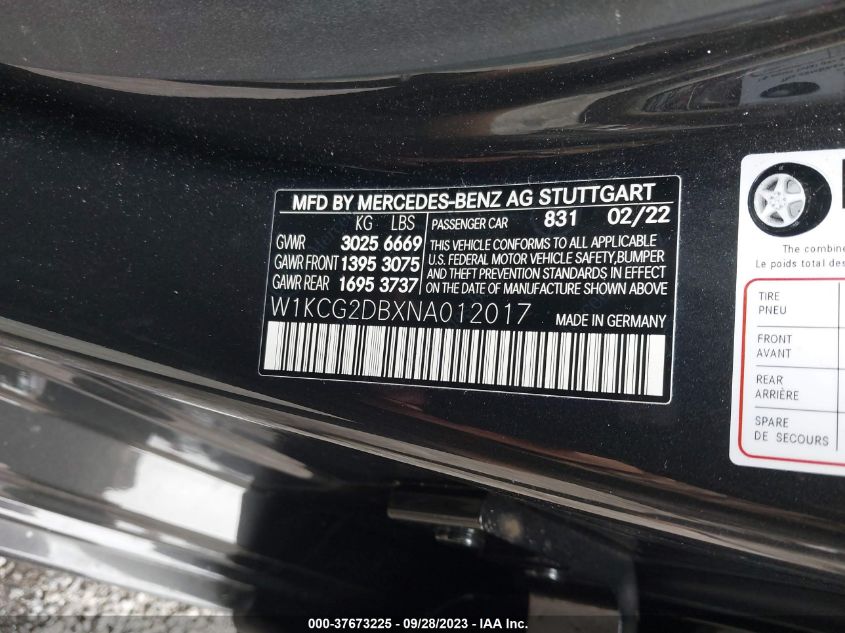 MFD BY MERCEDES-BENZ AG STUTTGART
KG LBS PASSENGER CAR 831 02/22
GVWR 3025 6669
GAWR FRONT 1395 3075
GAWR REAR 1695 3737
THIS VEHICLE CONFORMS TO ALL APPLICABLE
U.S. FEDERAL MOTOR VEHICLE SAFETY,BUMPER
AND THEFT PREVENTION STANDARDS IN EFFECT
ON THE DATE OF MANUFACTURE SHOWN ABOVE
W1KCG2DBXNA012017 MADE IN GERMANY
The combine
Le poids total des
TIRE
PNEU
FRONT
AVANT
REAR
ARRIÈRE
SPARE
DE SECOURS
000-37673225 - 09/28/2023 - IAA Inc.